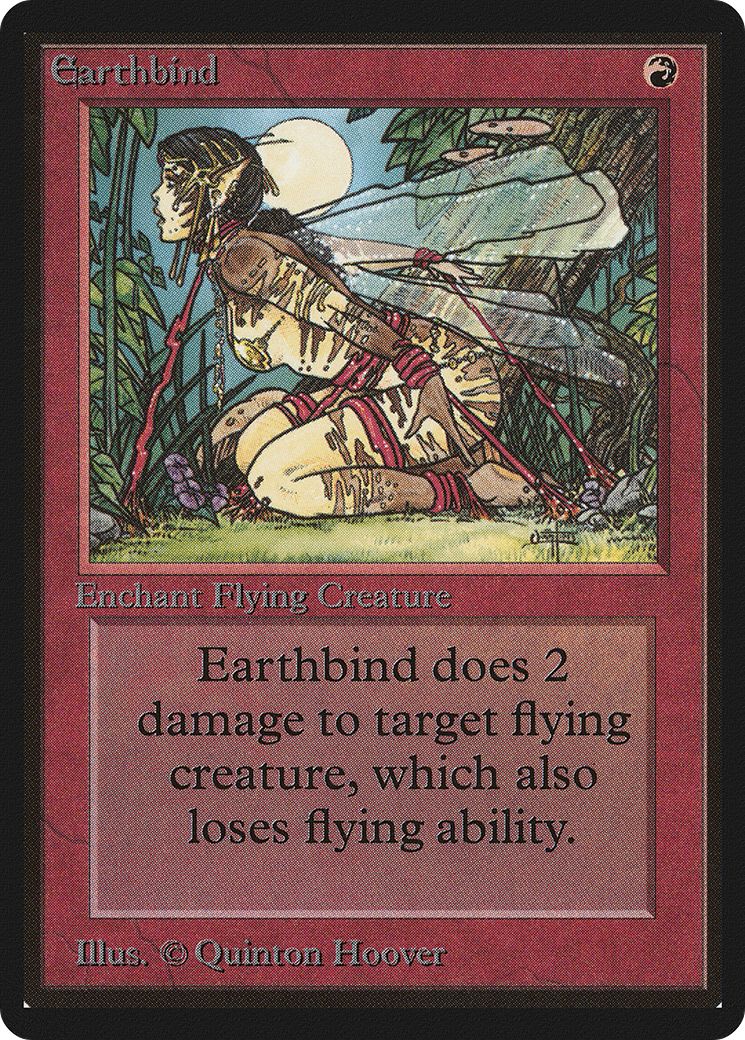 Earthbind
Enchant Flying Creature
Earthbind does 2
damage to target flying
creature, which also
loses flying ability.
Illus. © Quinton Hoover